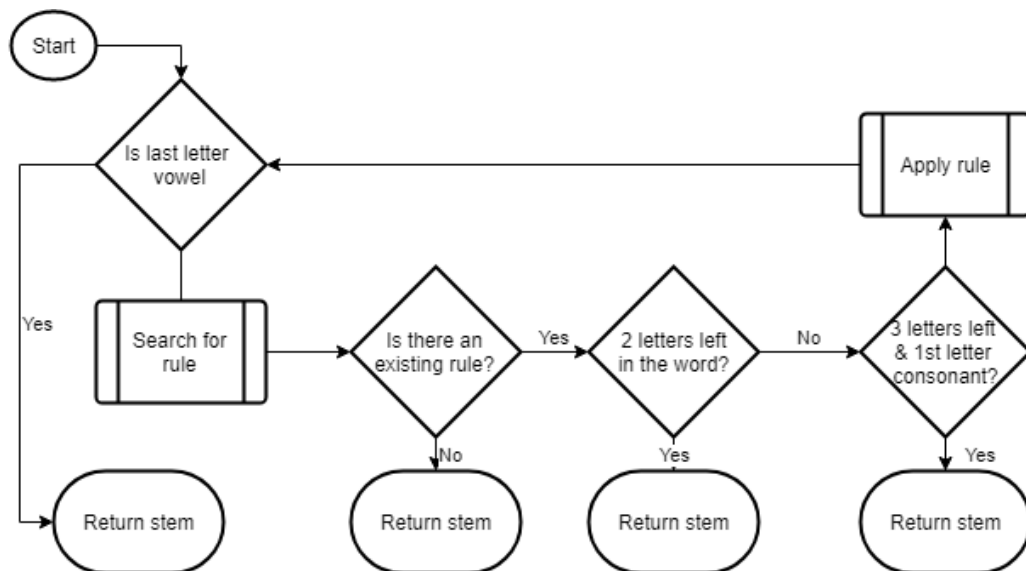 Start
Is last letter
vowel
Apply rule
Yes
Search for
rule
Is there an
existing rule?
Yes
2 letters left
in the word?
No
3 letters left
& 1st letter
consonant?
No
Yes
Yes
Return stem
Return stem
Return stem
Return stem